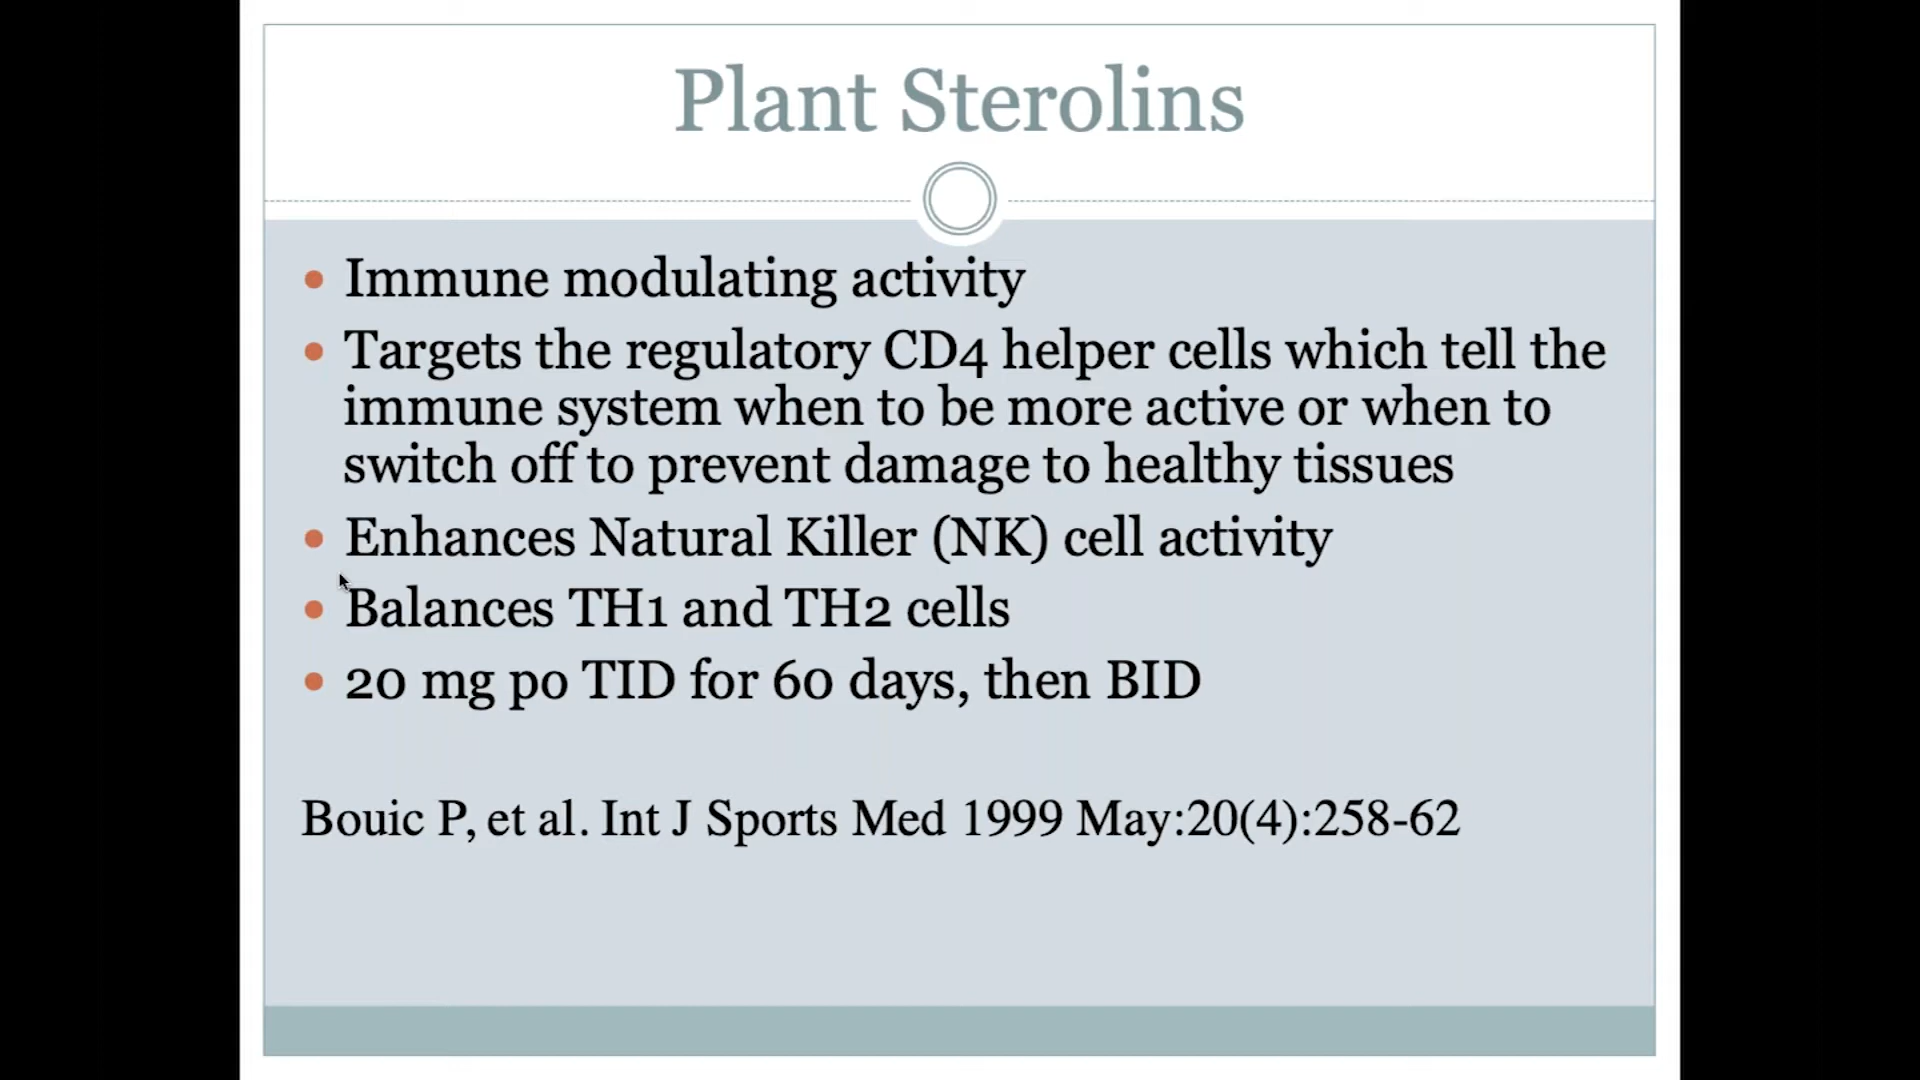 Plant Sterolins
• Immune modulating activity
• Targets the regulatory CD4 helper cells which tell the
immune system when to be more active or when to
switch off to prevent damage to healthy tissues
• Enhances Natural Killer (NK) cell activity
• Balances TH1 and TH2 cells
• 20 mg po TID for 60 days, then BID
Bouic P, et al. Int J Sports Med 1999 May:20(4):258-62